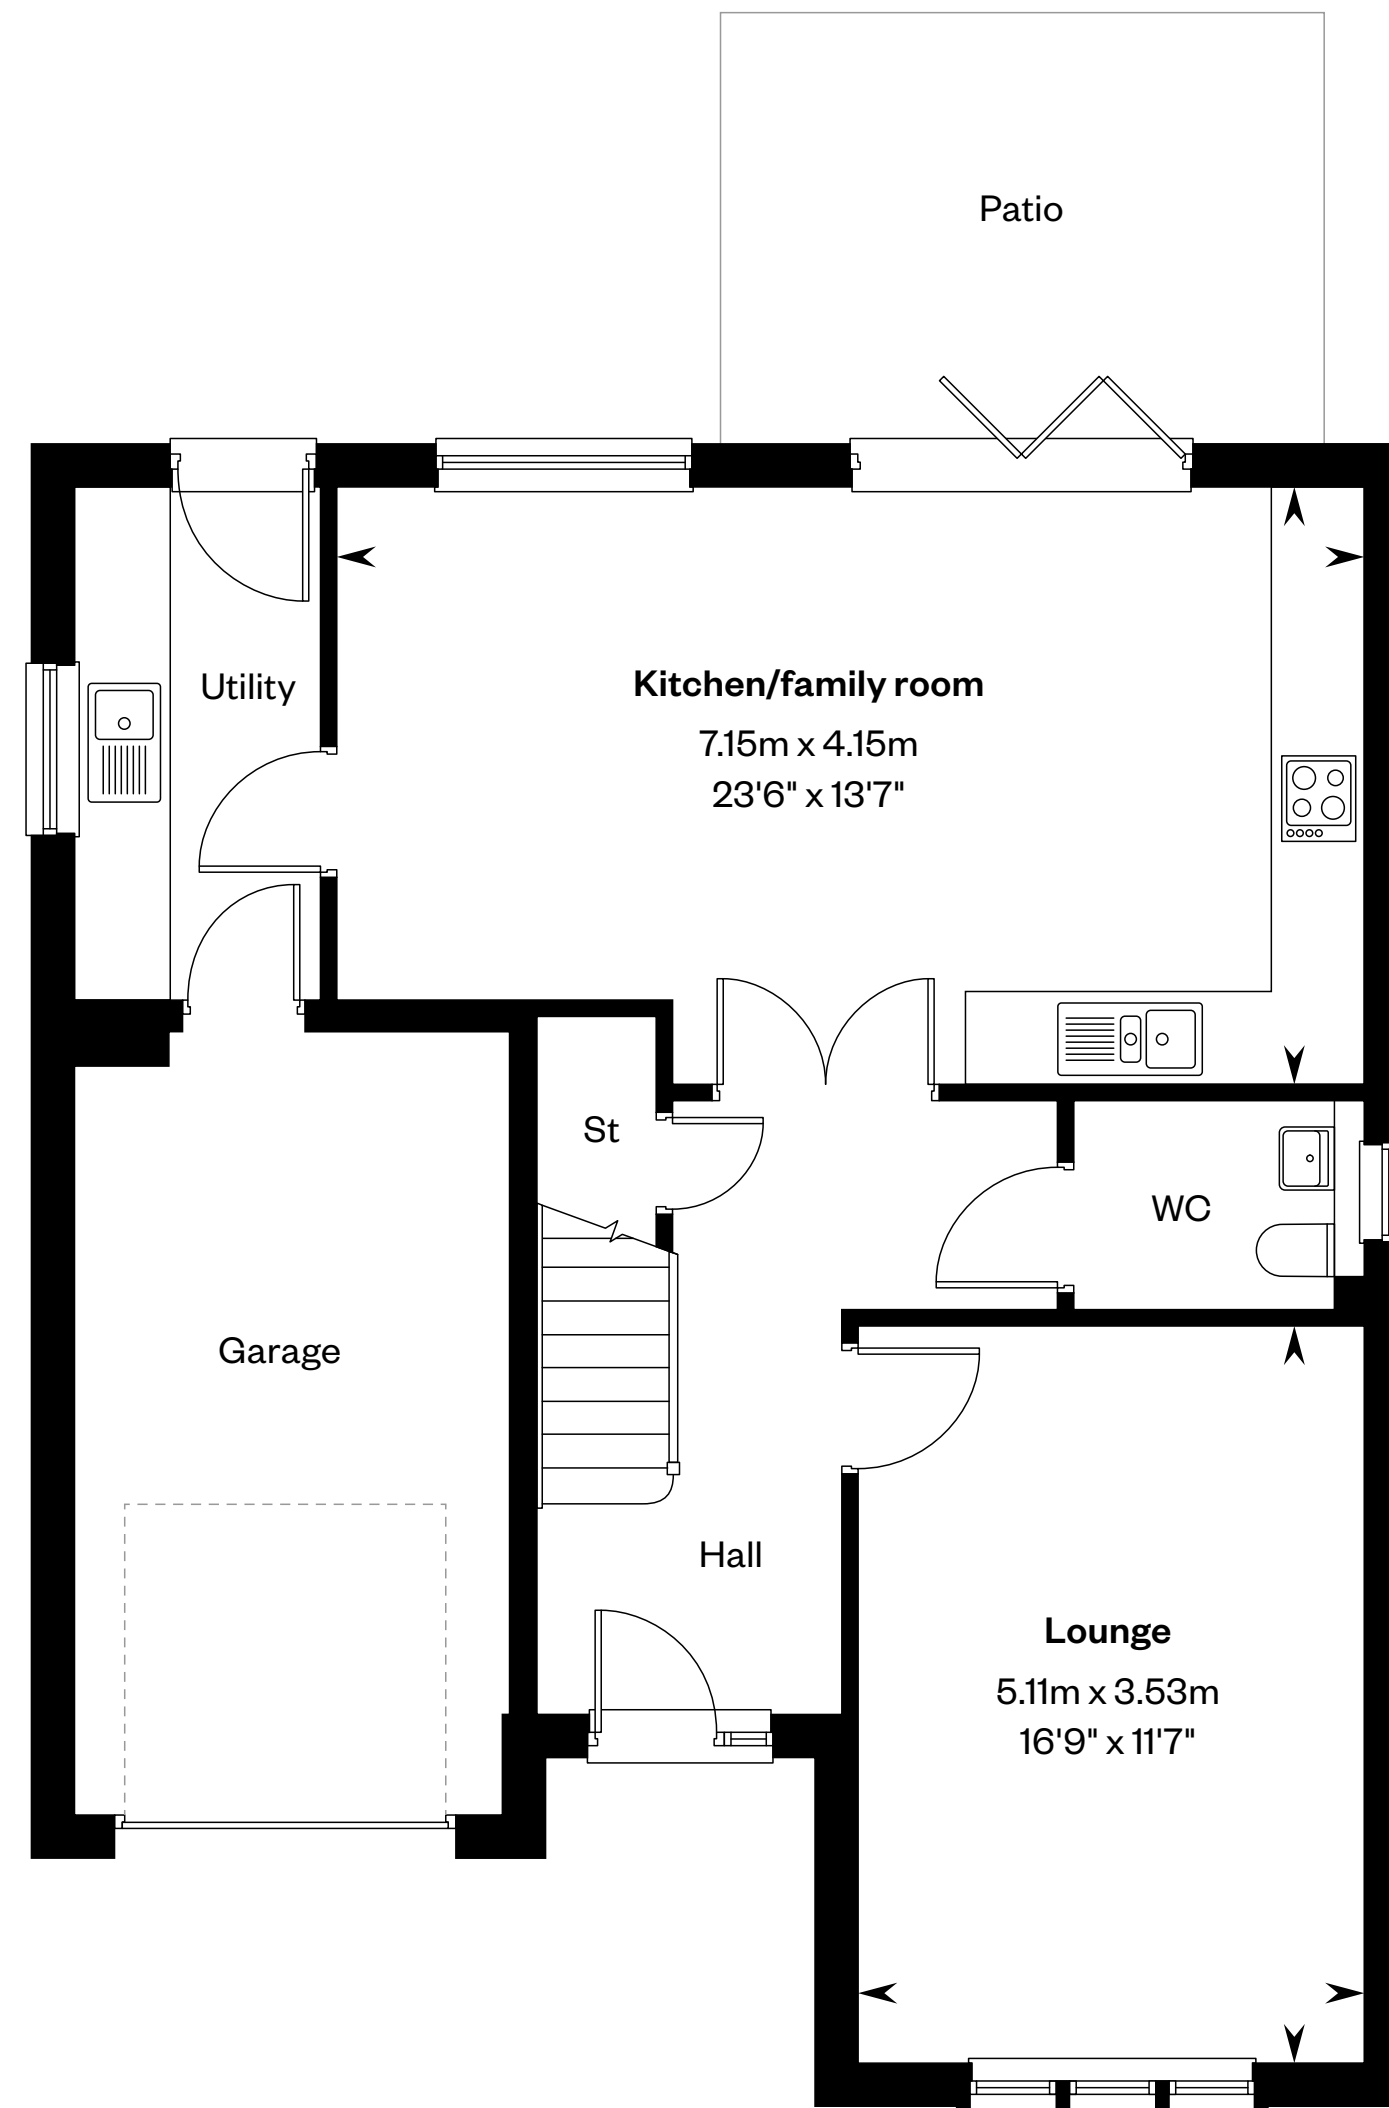 Patio
Utility
Kitchen/family room
7.15m x 4.15m
23'6" x 13'7"
St
WC
Garage
Hall
Lounge
5.11m x 3.53m
16'9" x 11'7"